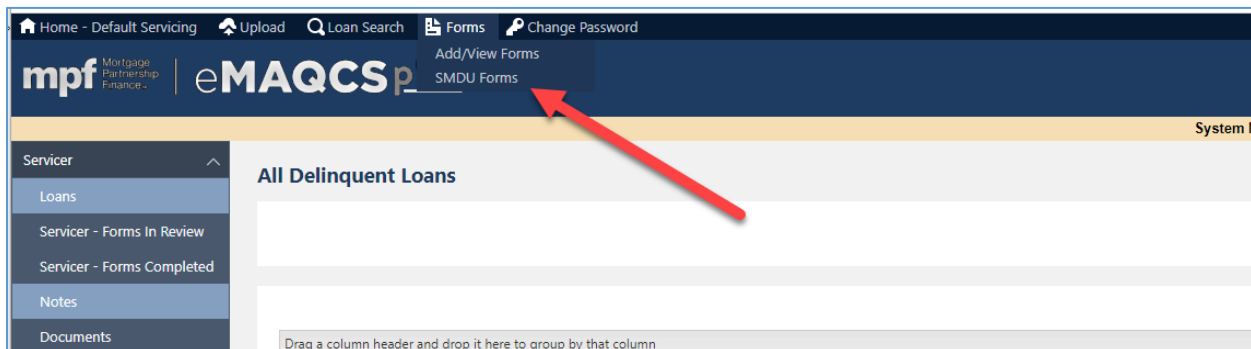 Home - Default Servicing Upload Loan Search Forms Change Password
Add/View Forms
SMDU Forms
mpf Mortgage Partnership Finance
eMAQCS
System
Servicer
All Delinquent Loans
Loans
Servicer - Forms In Review
Servicer - Forms Completed
Notes
Documents
Drag a column header and drop it here to group by that column